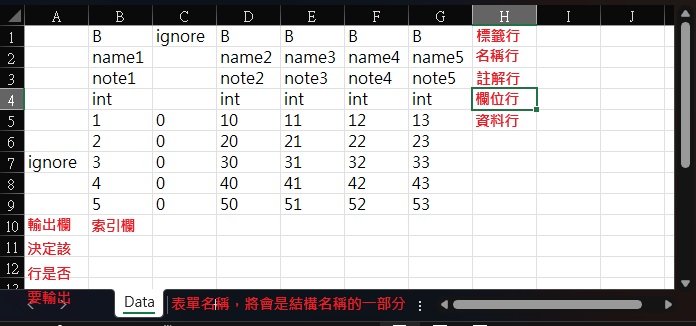 A B C D E F G H I J
1 B ignore B B B B 標籤行
2 name1 name2 name3 name4 name5 名稱行
3 note1 note2 note3 note4 note5 註解行
4 int int int int int 欄位行
5 1 0 10 11 12 13 資料行
6 2 0 20 21 22 23
7 ignore 3 0 30 31 32 33
8 4 0 40 41 42 43
9 5 0 50 51 52 53
10 輸出欄 索引欄
11 決定該
12 行是否
要輸出
Data 表單名稱，將會是結構名稱的一部分